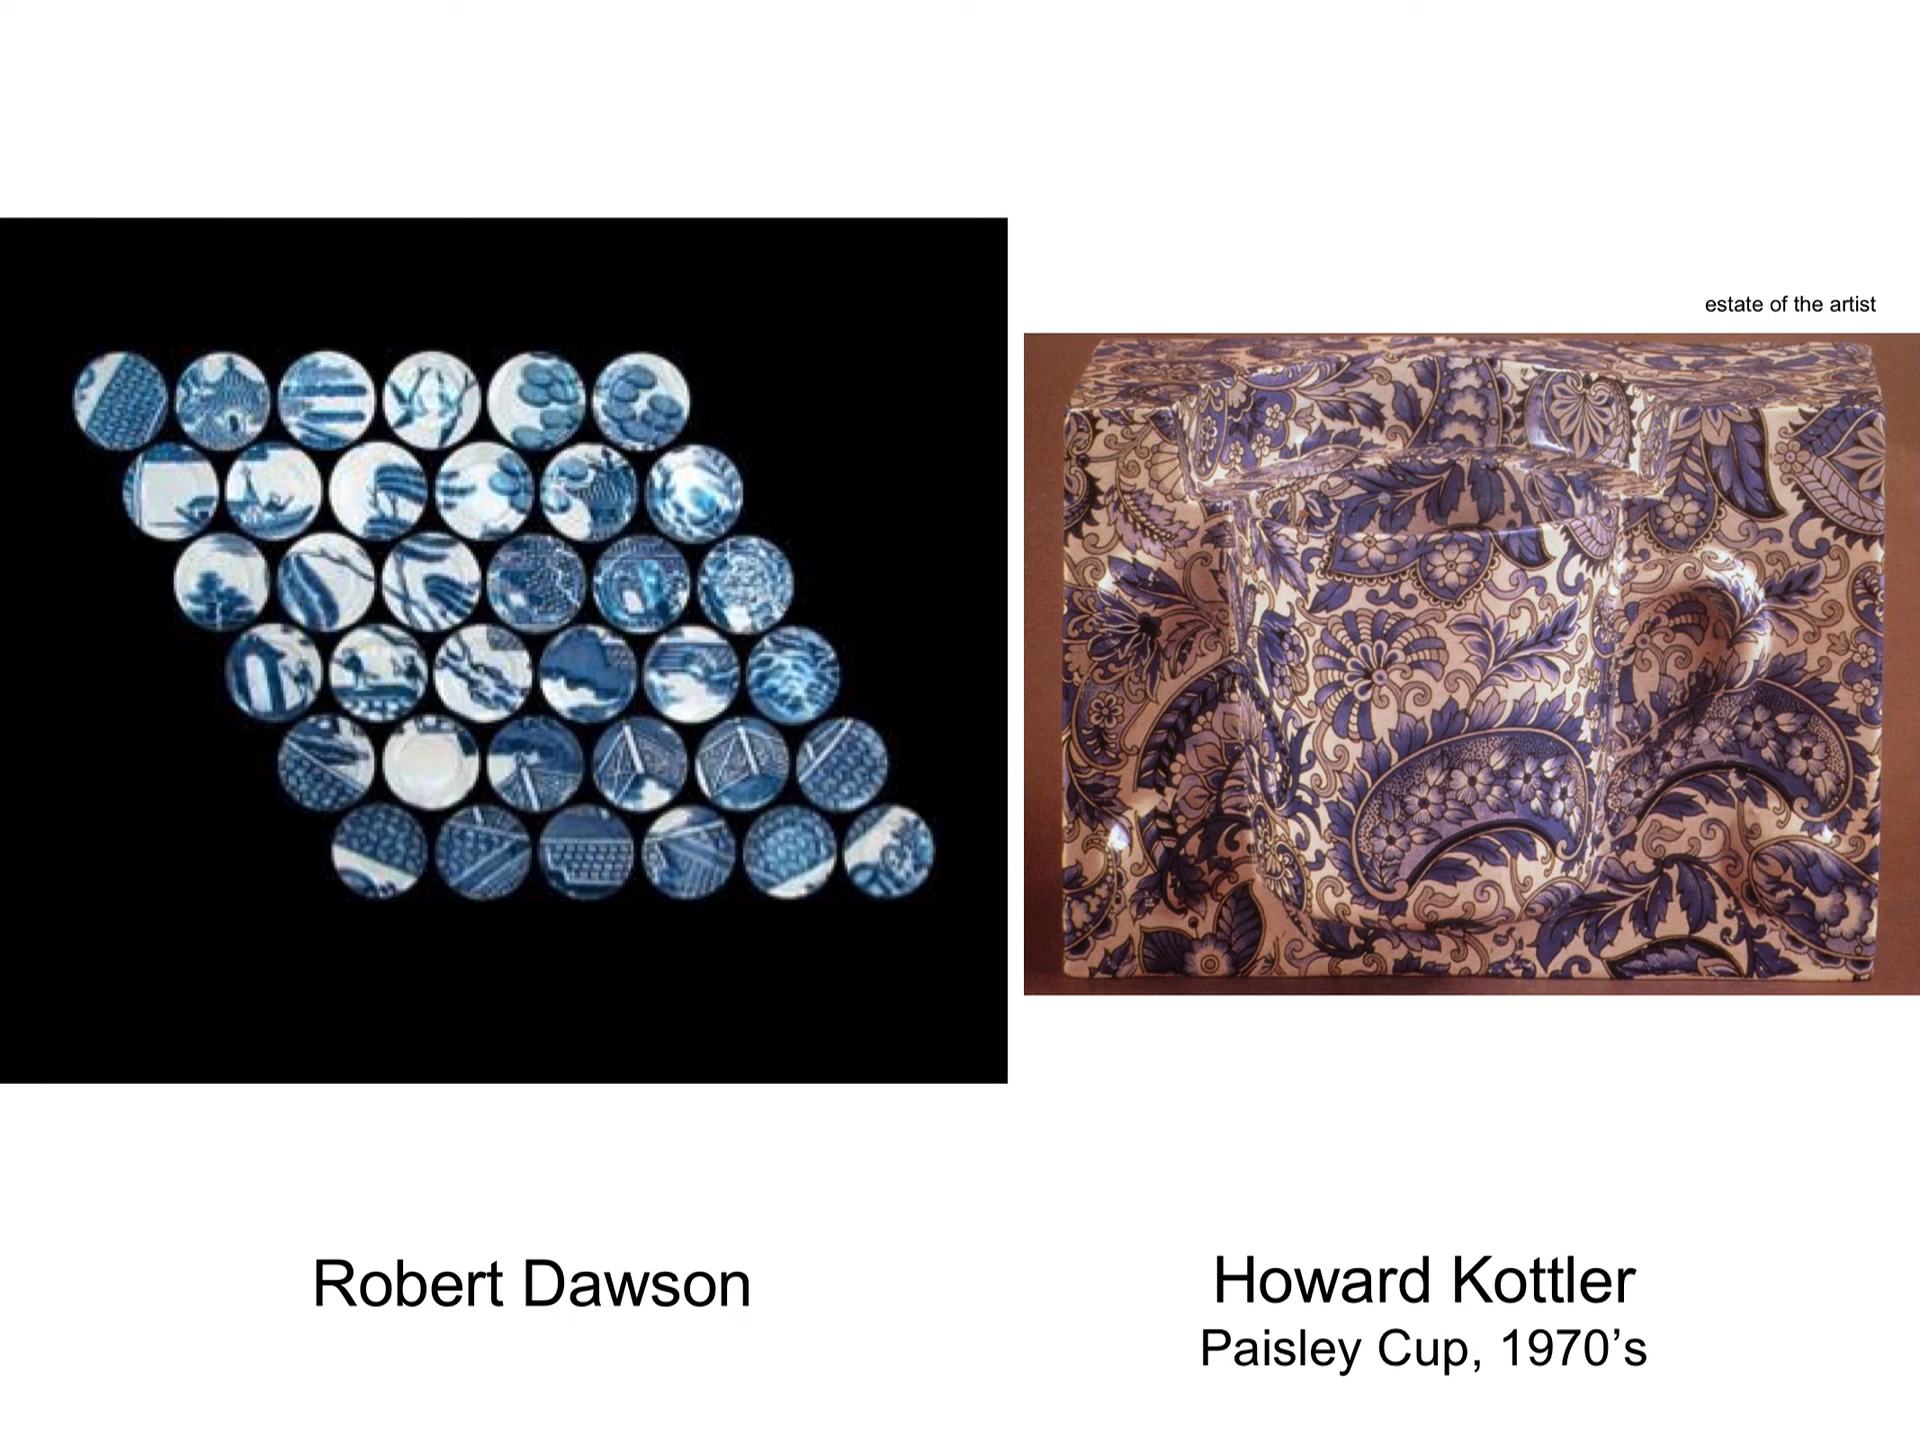 estate of the artist
Robert Dawson
Howard Kottler
Paisley Cup, 1970’s